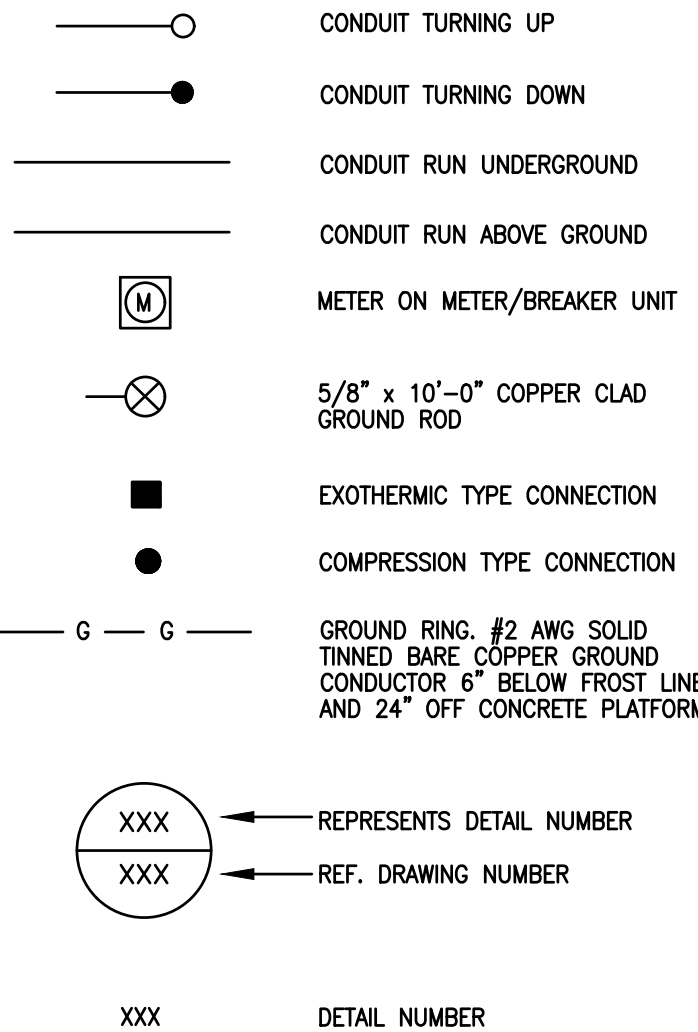 CONDUIT TURNING UP
CONDUIT TURNING DOWN
CONDUIT RUN UNDERGROUND
CONDUIT RUN ABOVE GROUND
M METER ON METER/BREAKER UNIT
5/8" x 10'-0" COPPER CLAD
GROUND ROD
EXOTHERMIC TYPE CONNECTION
COMPRESSION TYPE CONNECTION
G G GROUND RING. #2 AWG SOLID
TINNED BARE COPPER GROUND
CONDUCTOR 6" BELOW FROST LINE
AND 24" OFF CONCRETE PLATFORM
XXX REPRESENTS DETAIL NUMBER
XXX REF. DRAWING NUMBER
XXX DETAIL NUMBER